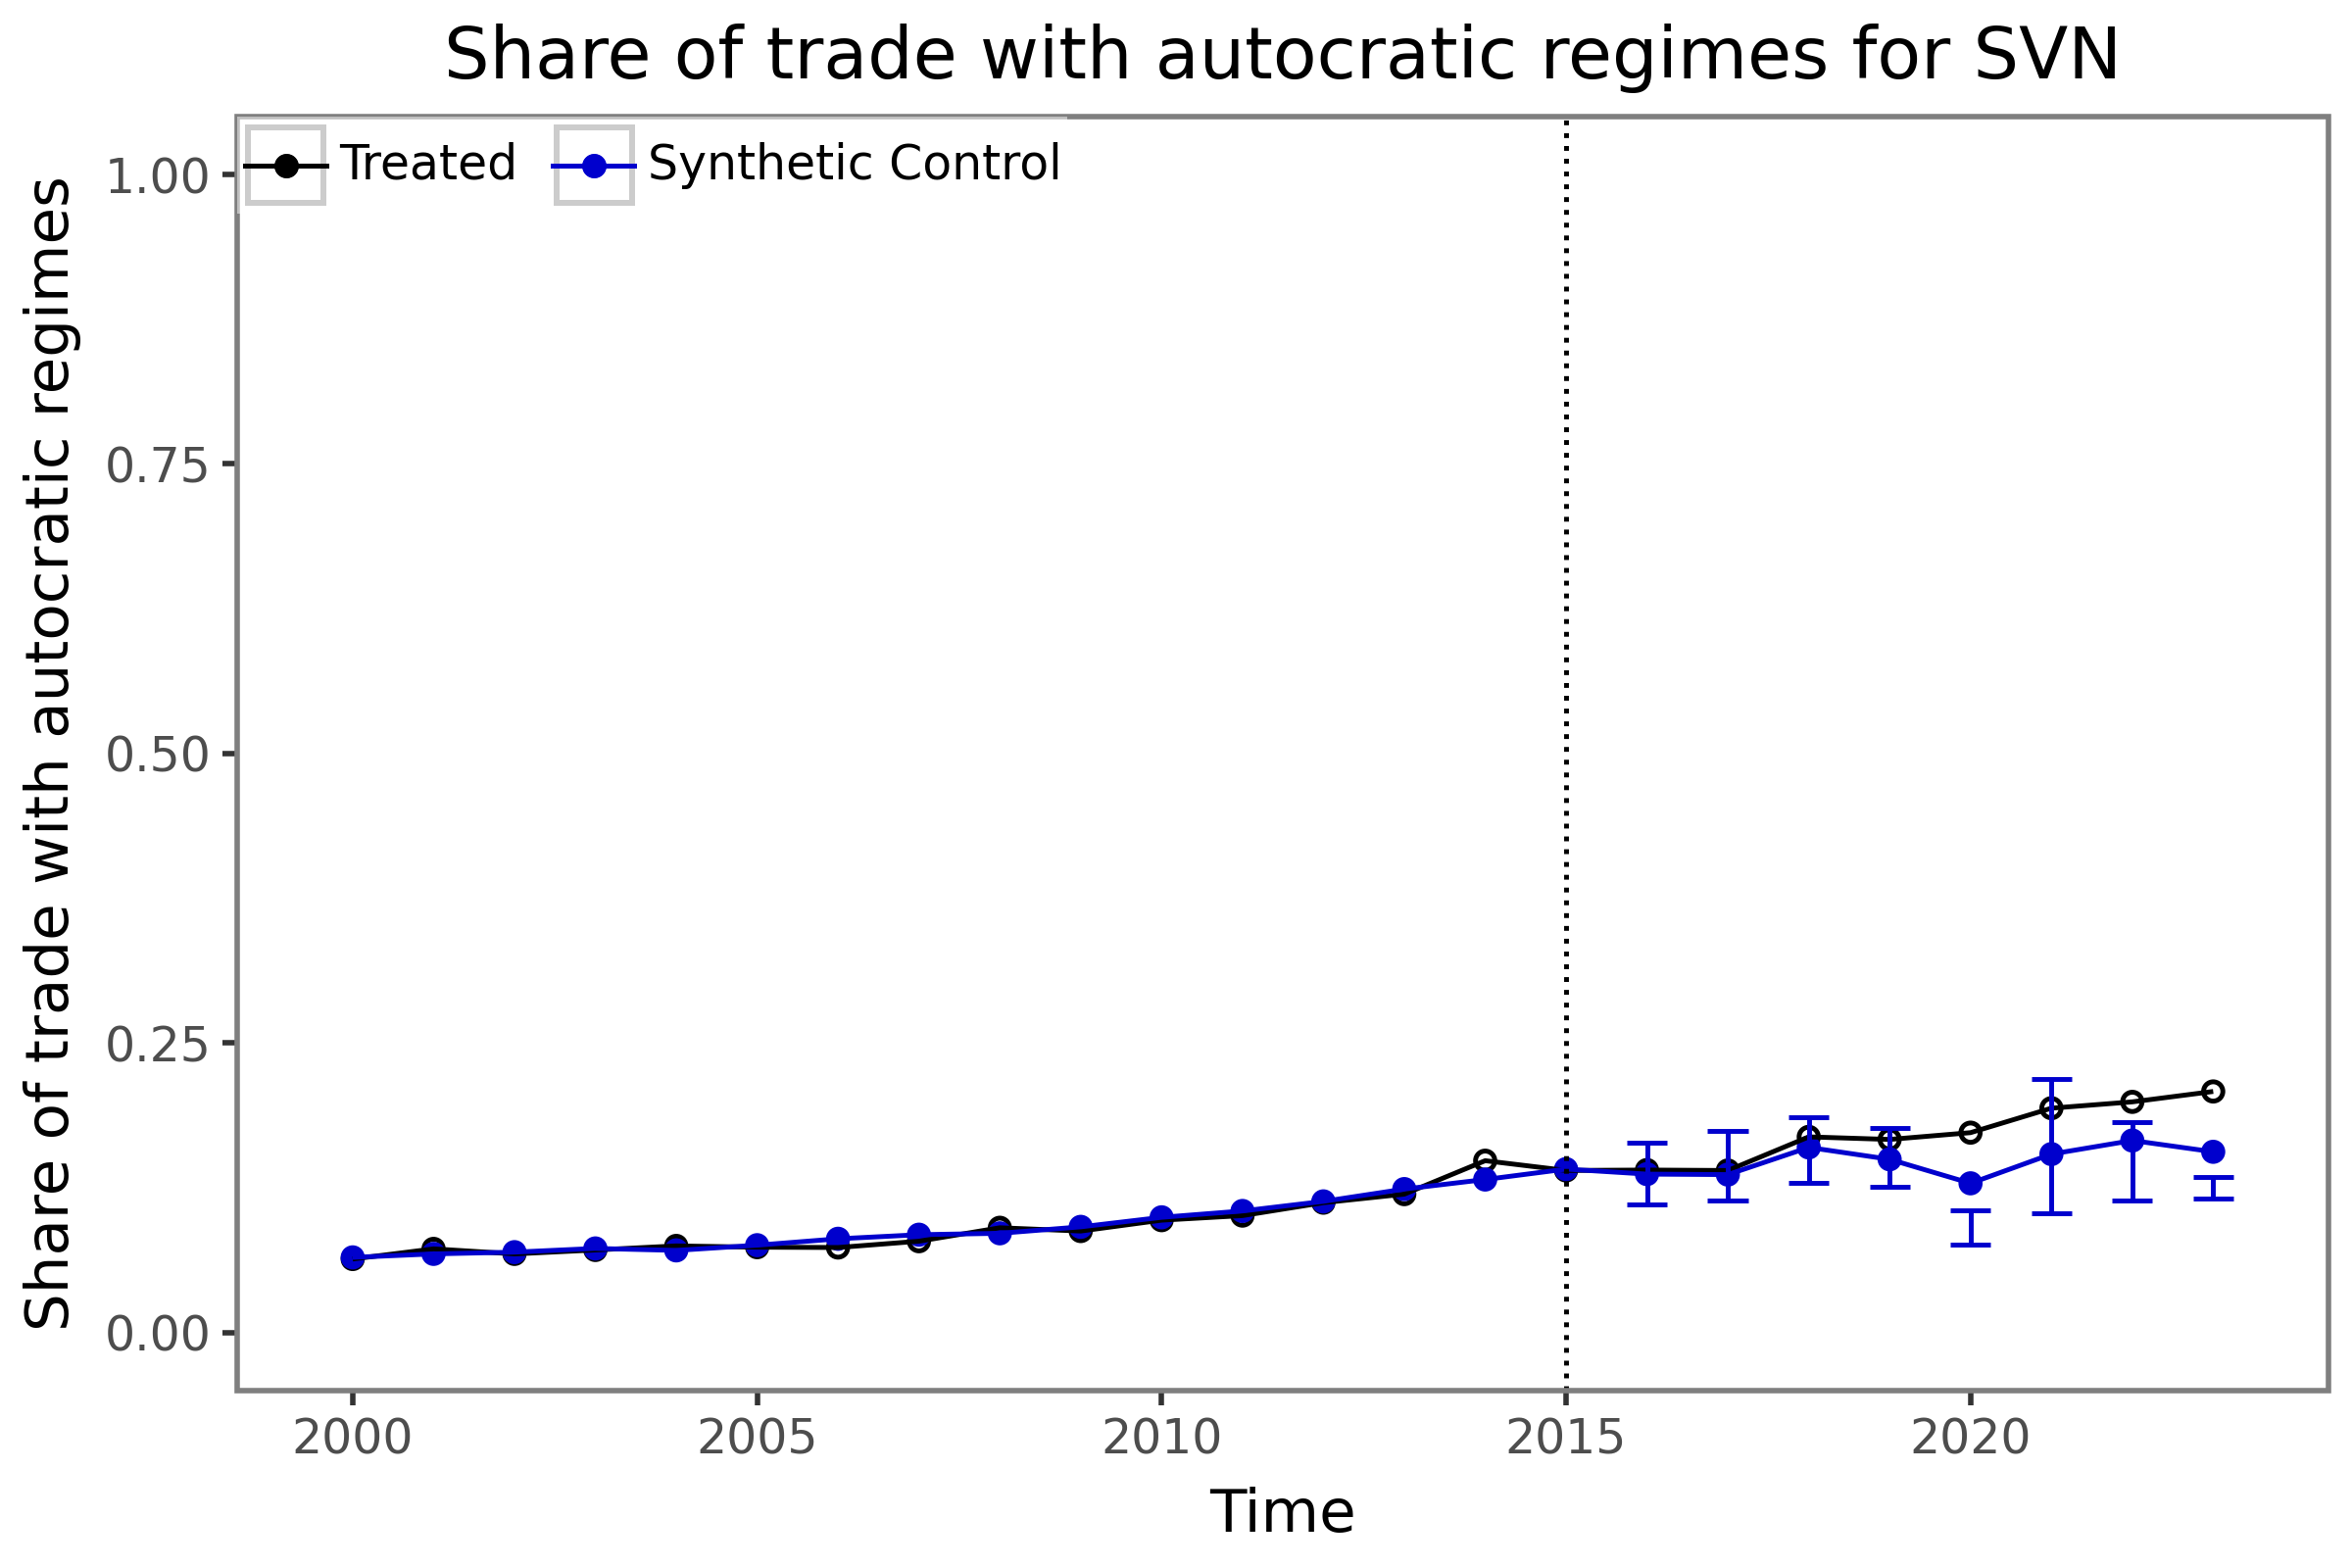 Share of trade with autocratic regimes for SVN
Treated
Synthetic Control
Share of trade with autocratic regimes
1.00
0.75
0.50
0.25
0.00
2000
2005
2010
2015
2020
Time